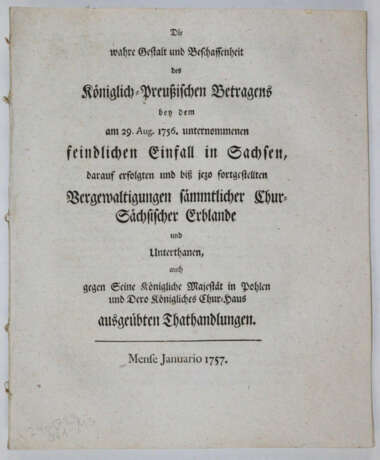 Die
wahre Gestalt und Beschaffenheit
des
Königlich-Preußischen Betragens
bey dem
am 29. Aug. 1756. unternommenen
feindlichen Einfall in Sachsen,
darauf erfolgten und biß jezo fortgestellten
Vergewaltigungen sämmtlicher Chur-
Sächsischer Erblande
und
Unterthanen,
auch
gegen Seine Königliche Majestät in Pohlen
und Dero Königliches Chur-Haus
ausgeübten Thathandlungen.
Mense Januario 1757.